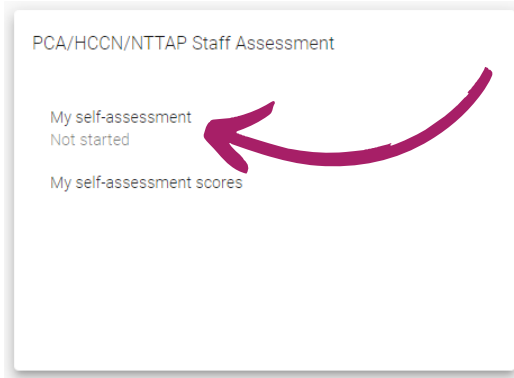 PCA/HCCN/NTTAP Staff Assessment
My self-assessment
Not started
My self-assessment scores